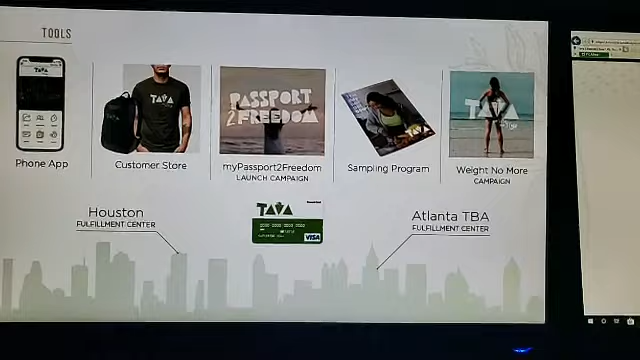 TOOLS
TAVA
TAVA
PASSPORT
2FREEDOM
TAVA
Phone App
Customer Store
myPassport2Freedom
LAUNCH CAMPAIGN
Sampling Program
Weight No More
CAMPAIGN
Houston
FULFILLMENT CENTER
TAVA
VISA
Atlanta TBA
FULFILLMENT CENTER